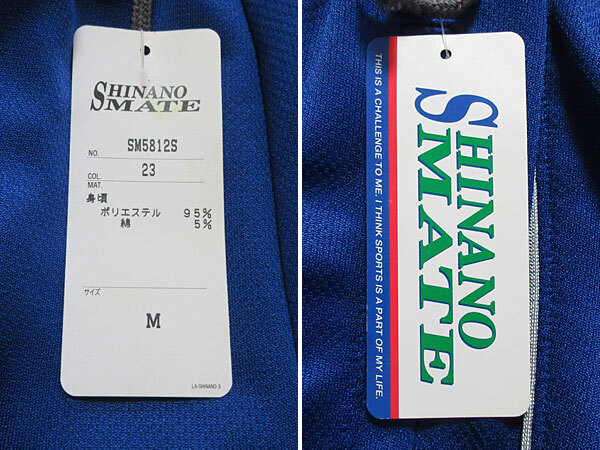 SHINANO
MATE
NO. SM5812S
COL. 23
MAT.
身頃
ポリエステル 95%
綿 5%
サイズ
M
LA-SHINANO-3
THIS IS A CHALLENGE TO ME. I THINK SPORTS IS A PART OF MY LIFE.
SHINANO
MATE